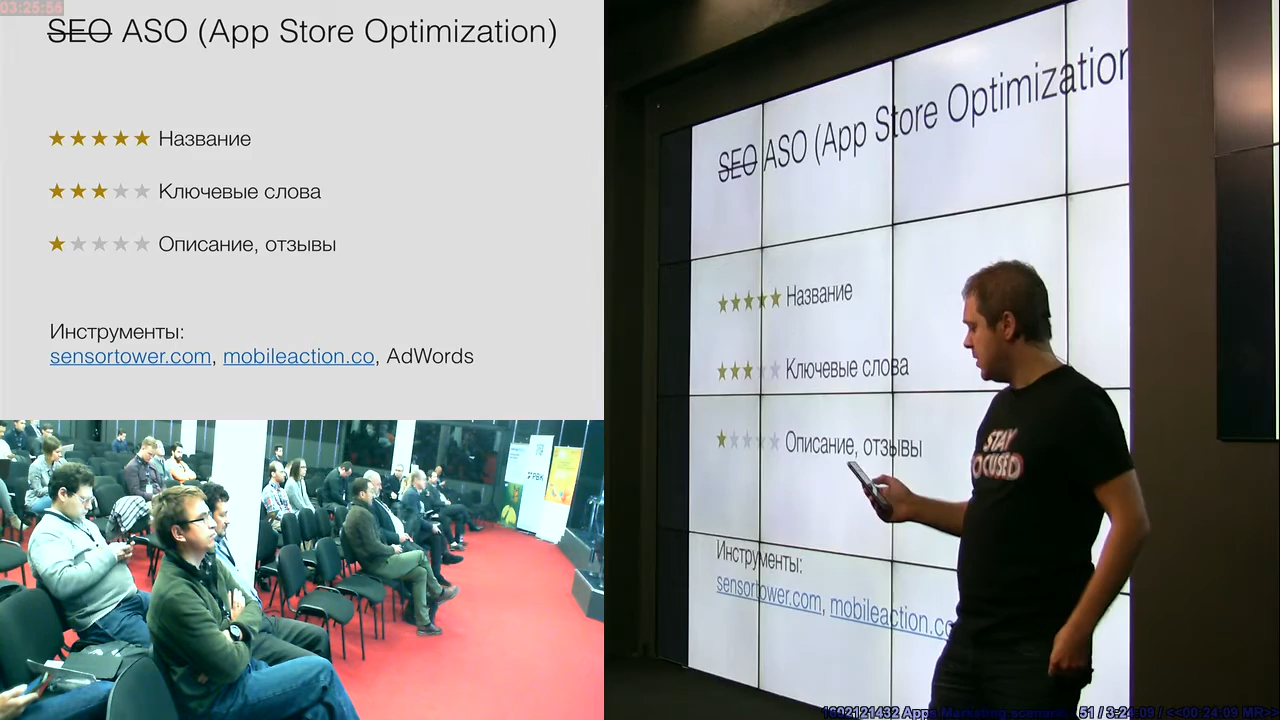 03:25:56
SEO ASO (App Store Optimization)
★★★★★ Название
★★★★★ Ключевые слова
★★★★★ Описание, отзывы
Инструменты:
sensortower.com, mobileaction.co, AdWords
SEO ASO (App Store Optimization
★★★★★ Название
★★★★★ Ключевые слова
★★★★★ Описание, отзывы
Инструменты:
sensortower.com, mobileaction.co
STAY
FOCUSED
РБК